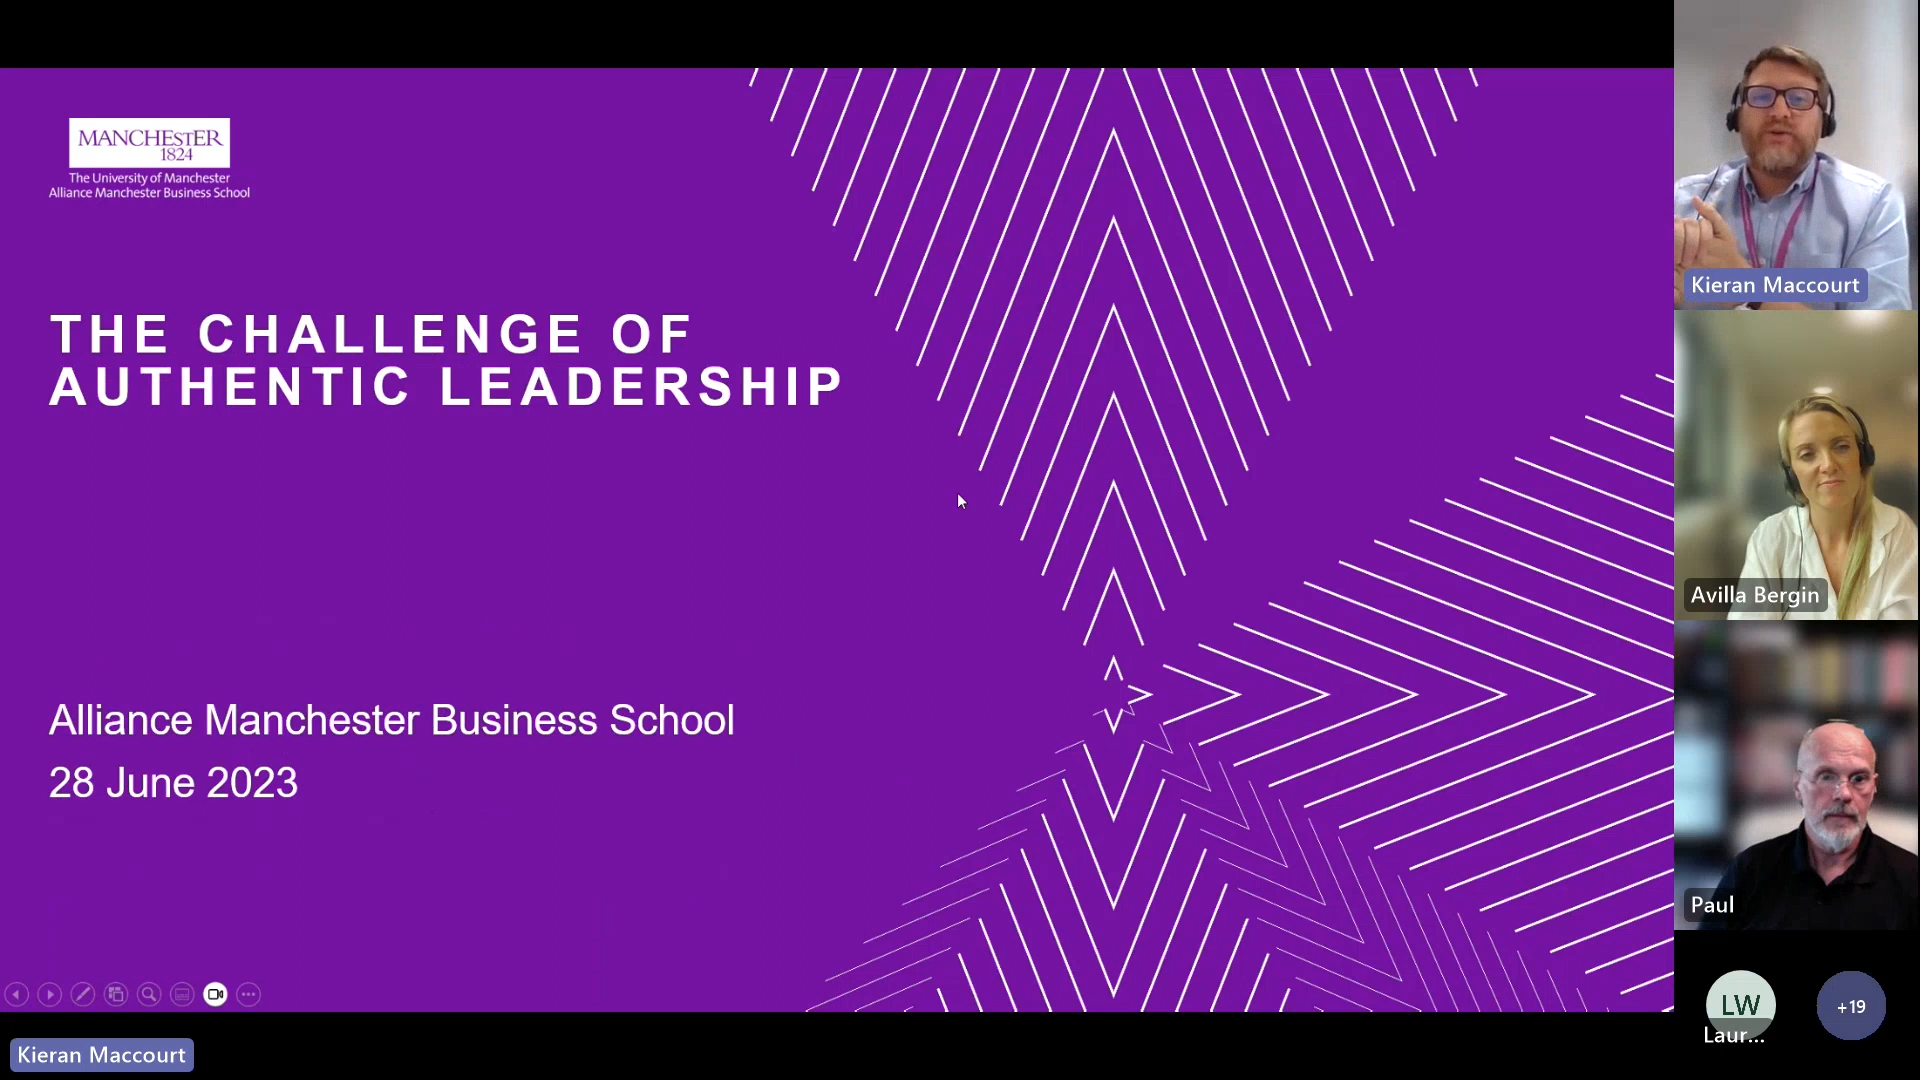 MANCHESTER
1824
The University of Manchester
Alliance Manchester Business School
THE CHALLENGE OF
AUTHENTIC LEADERSHIP
Alliance Manchester Business School
28 June 2023
Kieran Maccourt
Kieran Maccourt
Avilla Bergin
Paul
LW
Laur...
+19